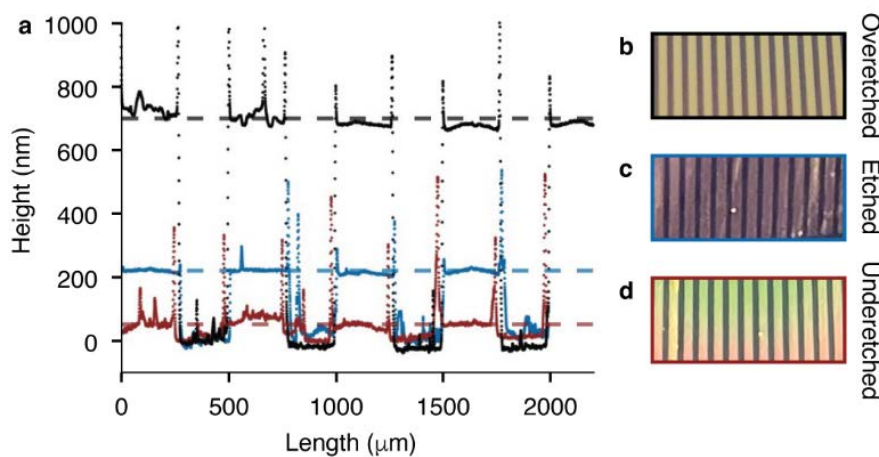 a
1000
800
600
400
200
0
Height (nm)
0 500 1000 1500 2000
Length (μm)
b
Overetched
c
Etched
d
Underetched